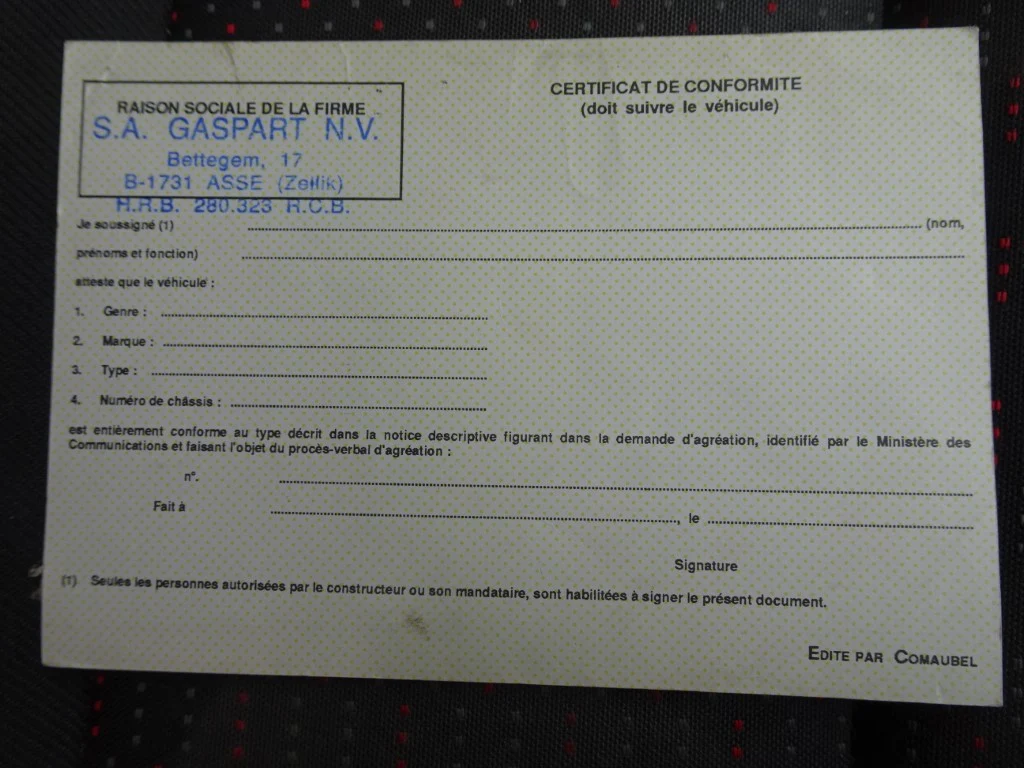 RAISON SOCIALE DE LA FIRME
S.A. GASPART N.V.
Bettegem, 17
B-1731 ASSE (Zellik)
H.R.B. 280.323 R.C.B.
CERTIFICAT DE CONFORMITE
(doit suivre le véhicule)
Je soussigné (1) (nom,
prénoms et fonction)
atteste que le véhicule :
1. Genre :
2. Marque :
3. Type :
4. Numéro de châssis :
est entièrement conforme au type décrit dans la notice descriptive figurant dans la demande d'agréation, identifié par le Ministère des
Communications et faisant l'objet du procès-verbal d'agréation :
n°.
Fait à , le
Signature
(1) Seules les personnes autorisées par le constructeur ou son mandataire, sont habilitées à signer le présent document.
EDITE PAR COMAUBEL